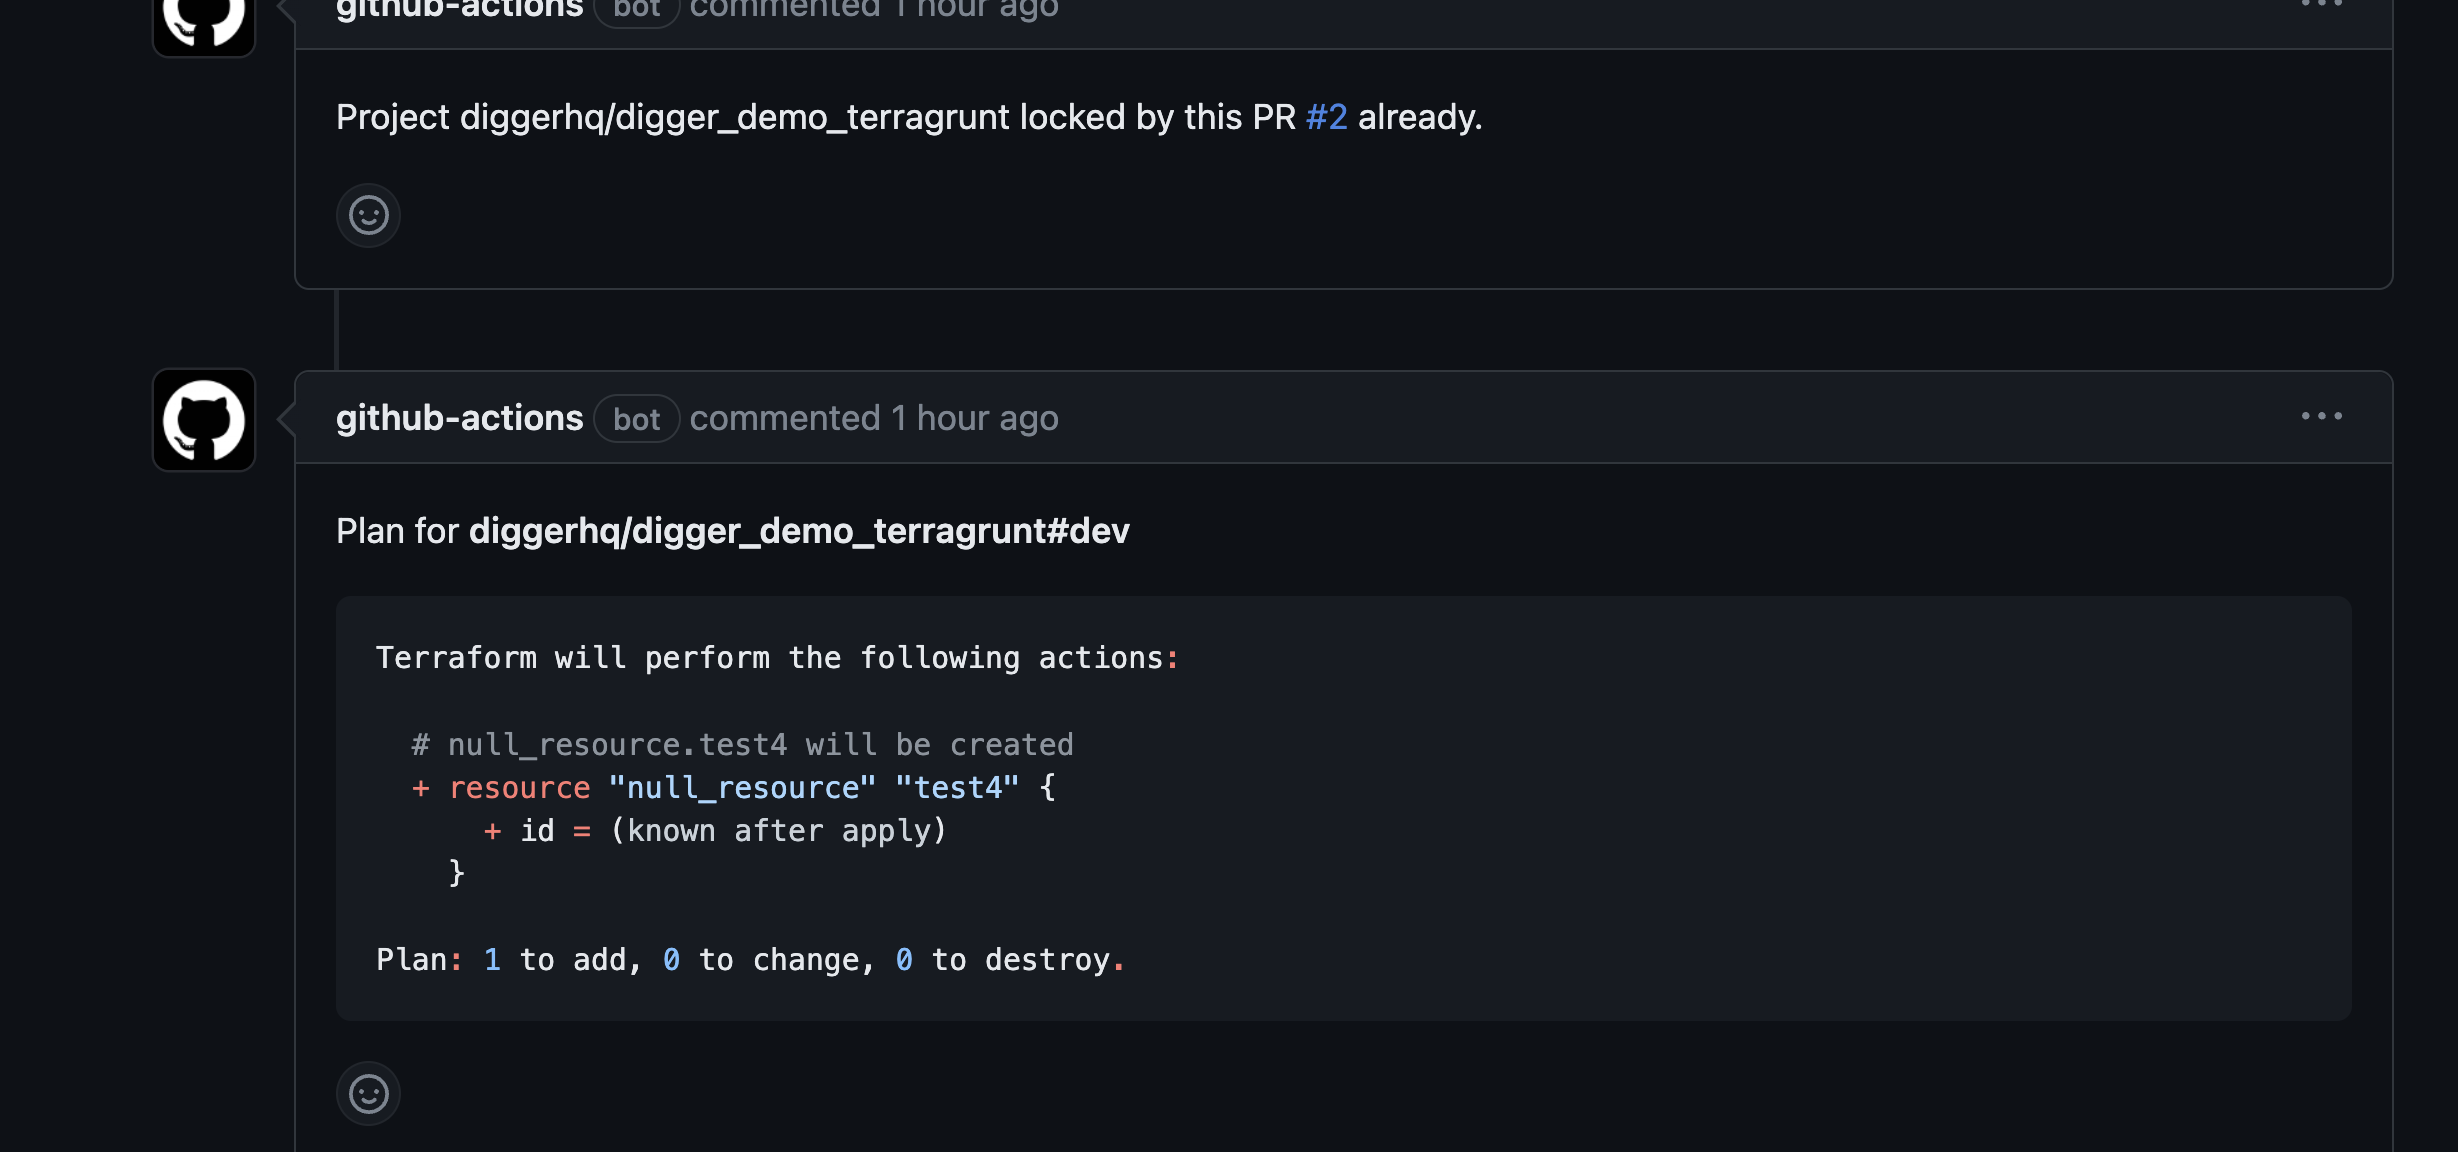 github-actions bot commented 1 hour ago
Project diggerhq/digger_demo_terragrunt locked by this PR #2 already.
github-actions bot commented 1 hour ago
Plan for diggerhq/digger_demo_terragrunt#dev
Terraform will perform the following actions:
# null_resource.test4 will be created
+ resource "null_resource" "test4" {
+ id = (known after apply)
}
Plan: 1 to add, 0 to change, 0 to destroy.